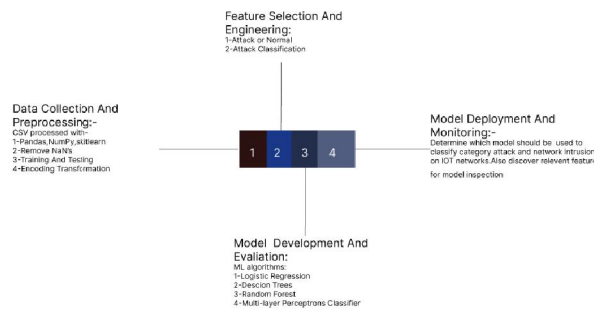 Feature Selection And
Engineering:
1-Attack or Normal
2-Attack Classification
Data Collection And
Preprocessing:-
CSV processed with-
1-Pandas,NumPy,skitlearn
2-Remove NaN's
3-Training And Testing
4-Encoding Transformation
1 2 3 4
Model Deployment And
Monitoring:-
Determine which model should be used to
classify category attack and network intrusion
on IOT networks.Also discover relevent feature
for model inspection
Model Development And
Evaluation:
ML algorithms:
1-Logistic Regression
2-Descion Trees
3-Random Forest
4-Multi-layer Perceptrons Classifier